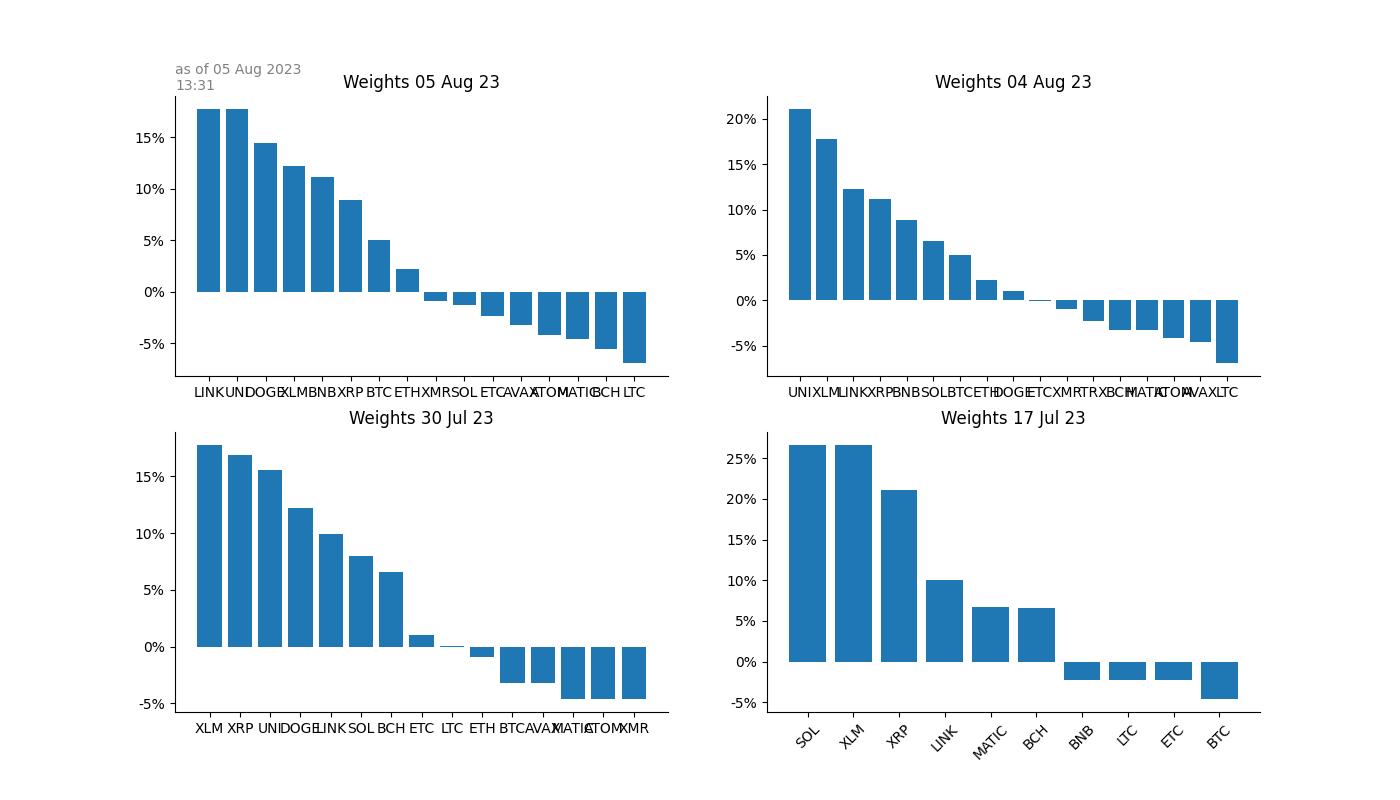 as of 05 Aug 2023
13:31
Weights 05 Aug 23
15%
10%
5%
0%
-5%
LINK UNI DOGE XLM BNB XRP BTC ETH XMR SOL ETC AVAX ATOM MATIC BCH LTC
Weights 04 Aug 23
20%
15%
10%
5%
0%
-5%
UNI XLM LINK XRP BNB SOL BTC ETH DOGE ETC XMR TRX BCH MATIC ATOM AVAX LTC
Weights 30 Jul 23
15%
10%
5%
0%
-5%
XLM XRP UNI DOGE LINK SOL BCH ETC LTC ETH BTC AVAX MATIC ATOM XMR
Weights 17 Jul 23
25%
20%
15%
10%
5%
0%
-5%
SOL XLM XRP LINK MATIC BCH BNB LTC ETC BTC